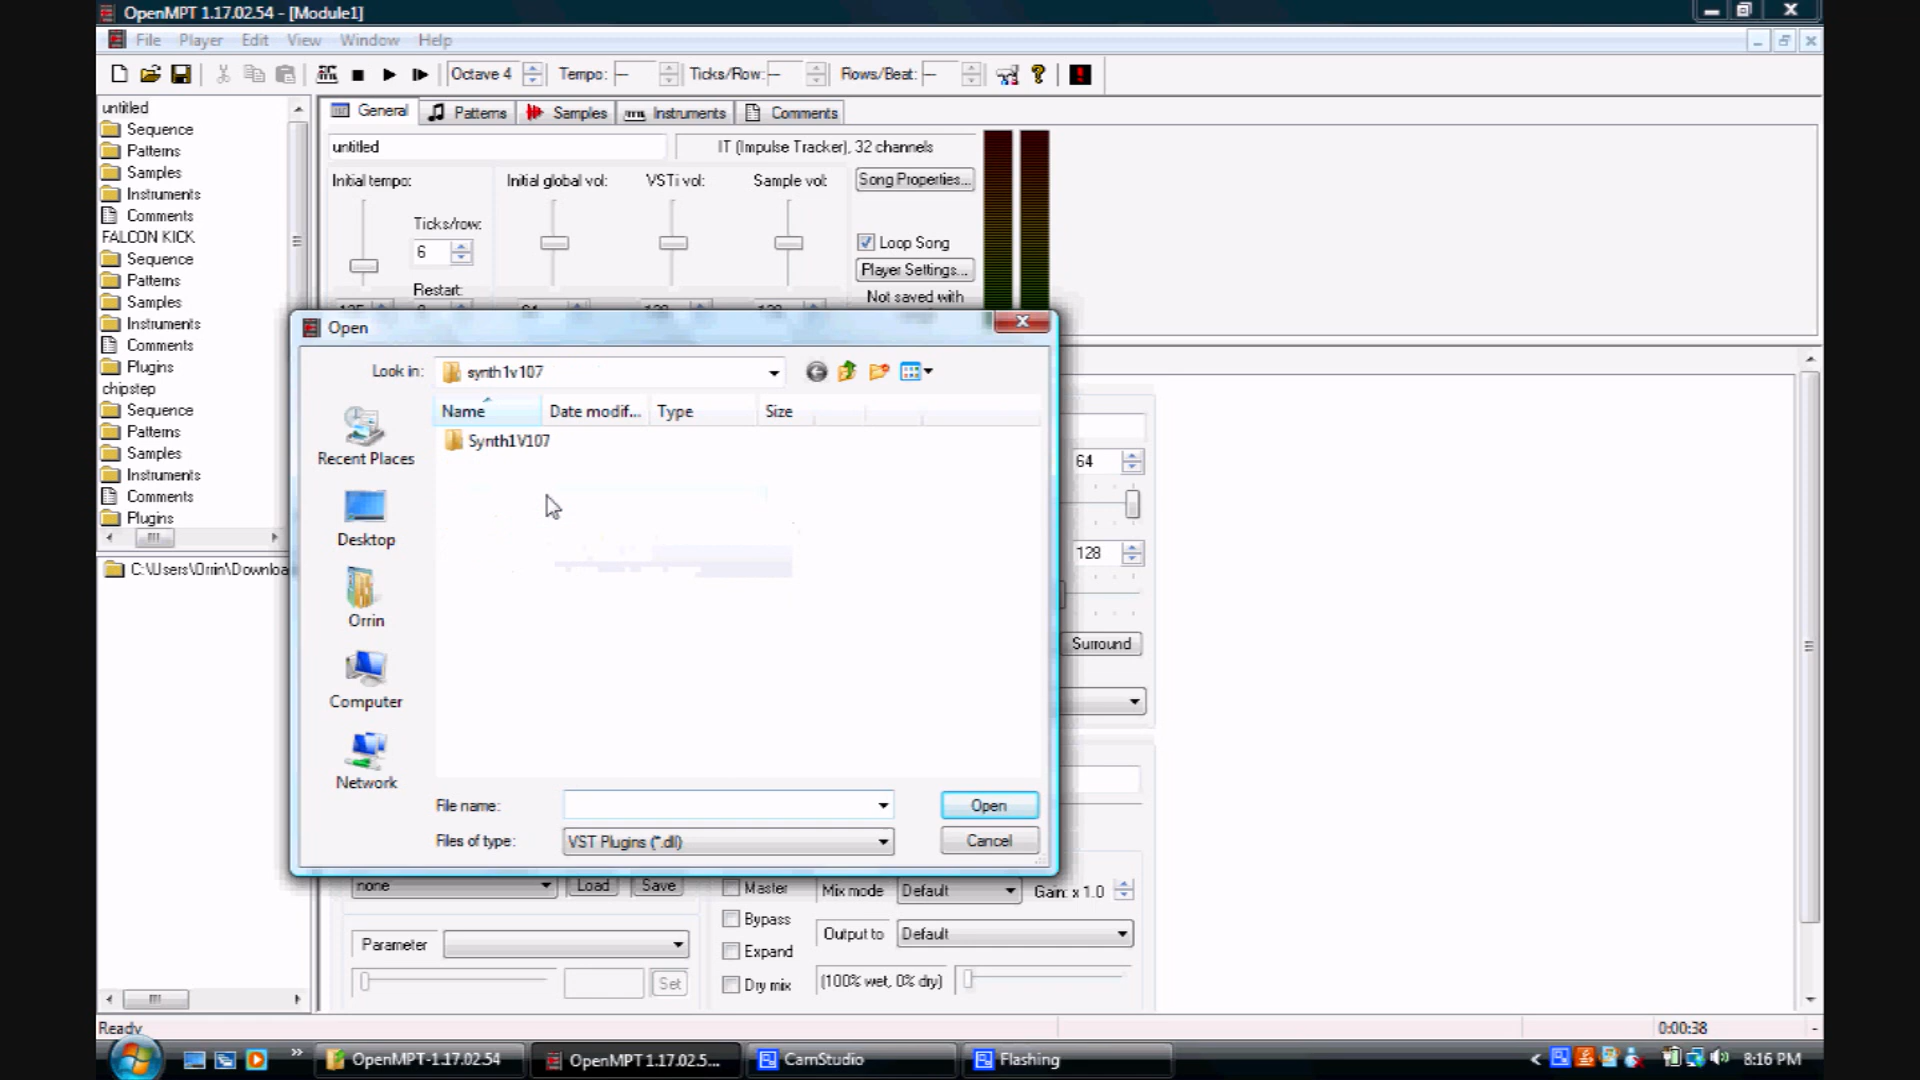 OpenMPT 1.17.02.54 - [Module1]
File Player Edit View Window Help
Octave 4 Tempo: --- Ticks/Row: --- Rows/Beat: ---
General Patterns Samples Instruments Comments
untitled
Sequence
Patterns
Samples
Instruments
Comments
FALCON KICK
Sequence
Patterns
Samples
Instruments
Comments
Plugins
chipstep
Sequence
Patterns
Samples
Instruments
Comments
Plugins
C:\Users\Orrin\Downloa
untitled
IT (Impulse Tracker), 32 channels
Initial tempo: Initial global vol: VSTi vol: Sample vol: Song Properties...
Ticks/row:
6
Loop Song
Player Settings...
Restart:
Not saved with
Open
Look in: synth1v107
Name Date modif... Type Size
Synth1V107
Recent Places
Desktop
Orrin
Computer
Network
File name: Open
Files of type: VST Plugins (*.dll) Cancel
64
128
Surround
none Load Save Master Mix mode Default Gain: x 1.0
Bypass
Parameter Output to Default
Expand
Set Dry mix (100% wet, 0% dry)
Ready 0:00:38
OpenMPT-1.17.02.54 OpenMPT 1.17.02.5... CamStudio Flashing 8:16 PM